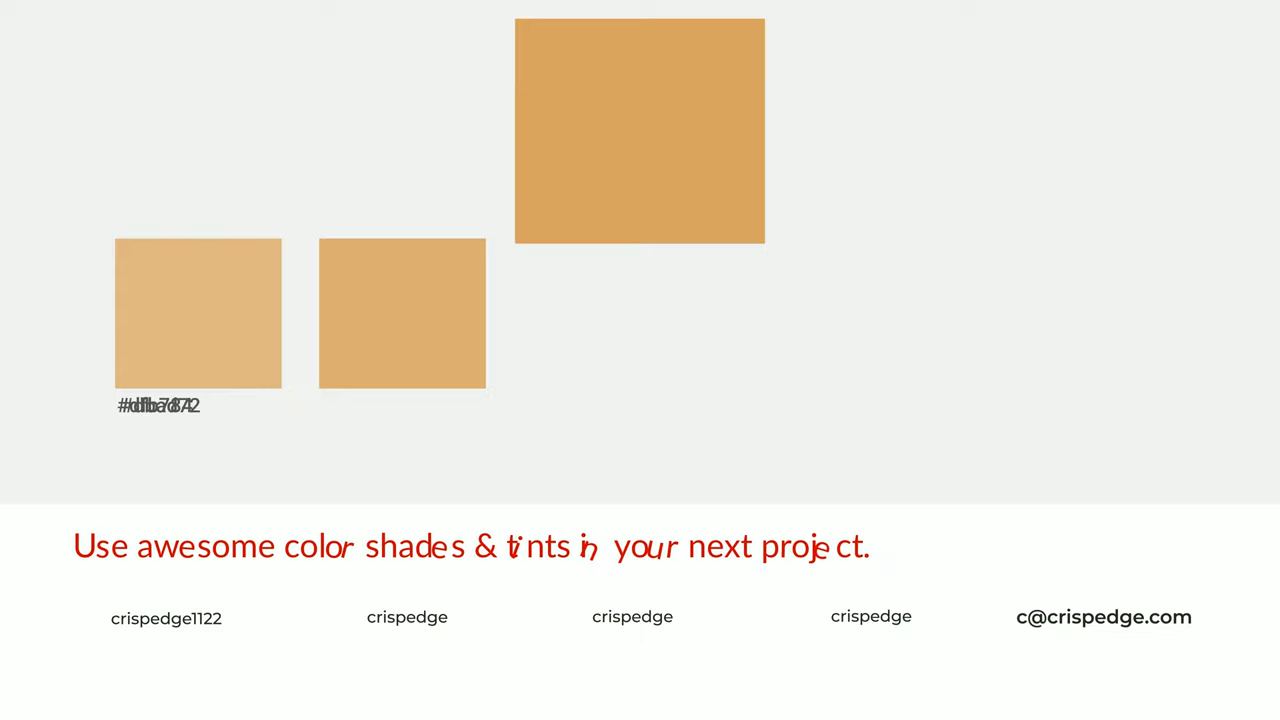 Use awesome color shades & tints in your next project.
crispedge1122 crispedge crispedge crispedge c@crispedge.com